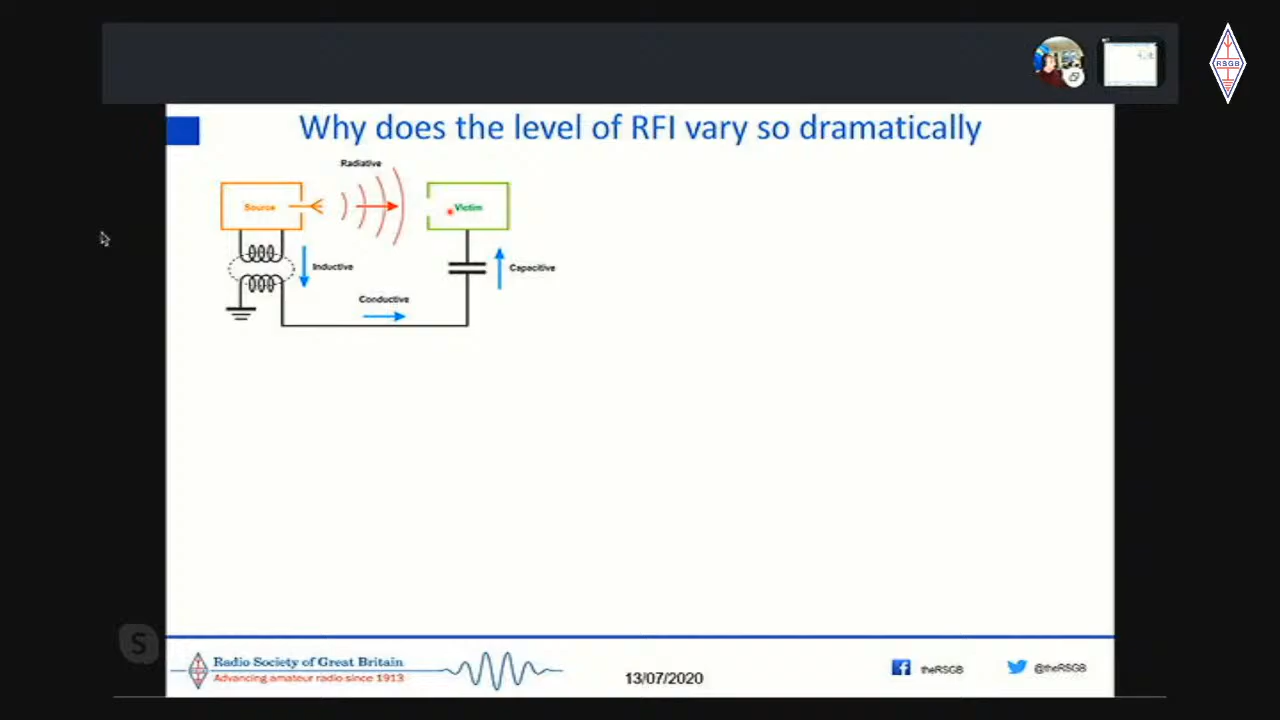 RSGB
Why does the level of RFI vary so dramatically
Radiative
Source
Victim
Inductive
Capacitive
Conductive
S
Radio Society of Great Britain
Advancing amateur radio since 1913
13/07/2020
theRSGB
@theRSGB